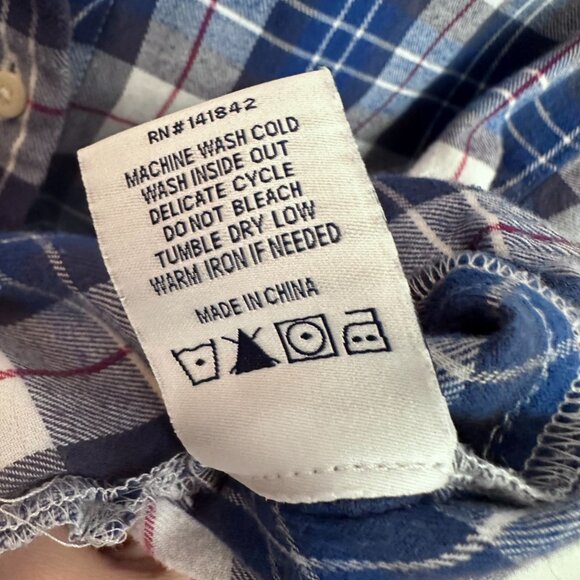 RN# 141842
MACHINE WASH COLD
WASH INSIDE OUT
DELICATE CYCLE
DO NOT BLEACH
TUMBLE DRY LOW
WARM IRON IF NEEDED
MADE IN CHINA